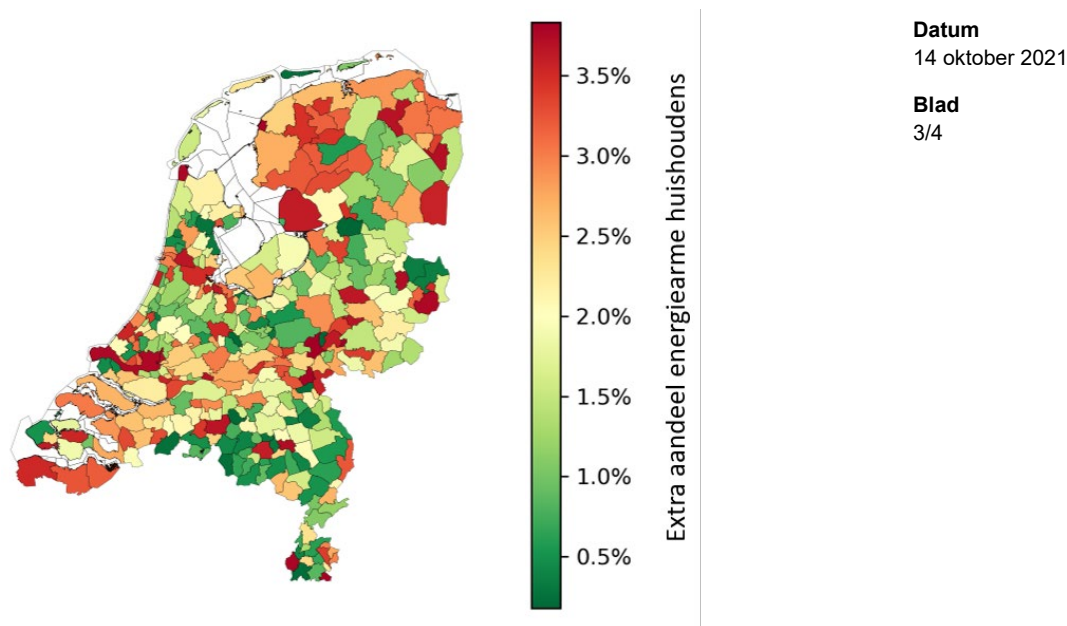 3.5%
3.0%
2.5%
2.0%
1.5%
1.0%
0.5%
Extra aandeel energiearme huishoudens
Datum
14 oktober 2021
Blad
3/4